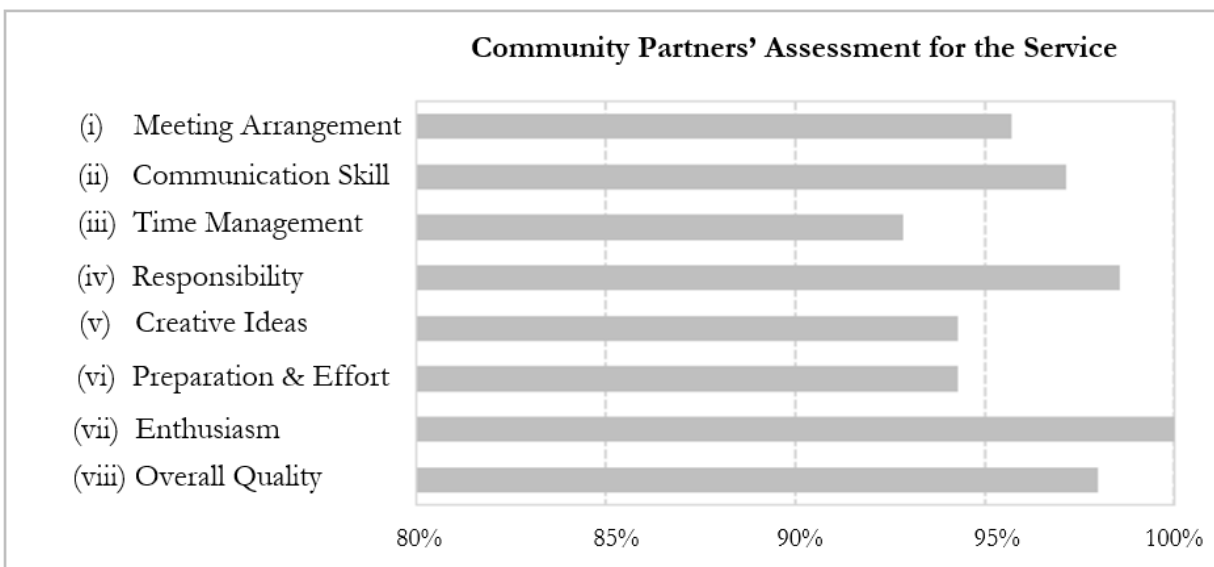 Community Partners’ Assessment for the Service
(i) Meeting Arrangement
(ii) Communication Skill
(iii) Time Management
(iv) Responsibility
(v) Creative Ideas
(vi) Preparation & Effort
(vii) Enthusiasm
(viii) Overall Quality
80% 85% 90% 95% 100%